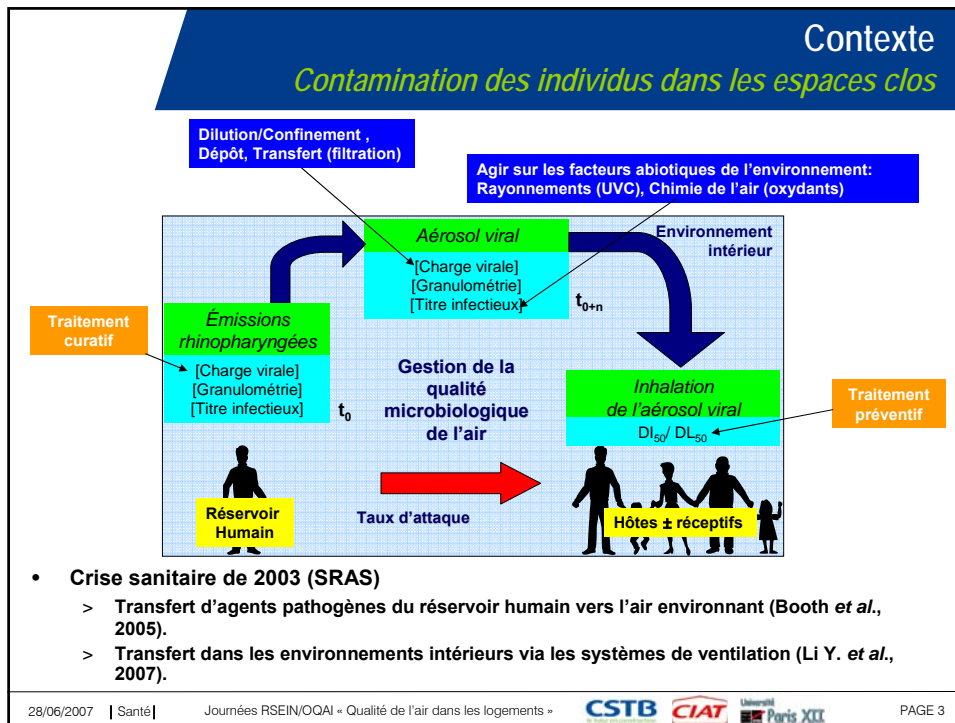 Contexte
Contamination des individus dans les espaces clos
Dilution/Confinement ,
Dépôt, Transfert (filtration)
Agir sur les facteurs abiotiques de l'environnement:
Rayonnements (UVC), Chimie de l'air (oxydants)
Aérosol viral
[Charge virale]
[Granulométrie]
[Titre infectieux]
t0+n
Environnement
intérieur
Traitement
curatif
Émissions
rhinopharyngées
[Charge virale]
[Granulométrie]
[Titre infectieux]
t0
Gestion de la
qualité
microbiologique
de l'air
Inhalation
de l'aérosol viral
DI50/ DL50
Traitement
préventif
Réservoir
Humain
Taux d'attaque
Hôtes ± réceptifs
• Crise sanitaire de 2003 (SRAS)
> Transfert d'agents pathogènes du réservoir humain vers l'air environnant (Booth et al.,
2005).
> Transfert dans les environnements intérieurs via les systèmes de ventilation (Li Y. et al.,
2007).
28/06/2007 | Santé| Journées RSEIN/OQAI « Qualité de l'air dans les logements » CSTB CIAT Université Paris XII PAGE 3